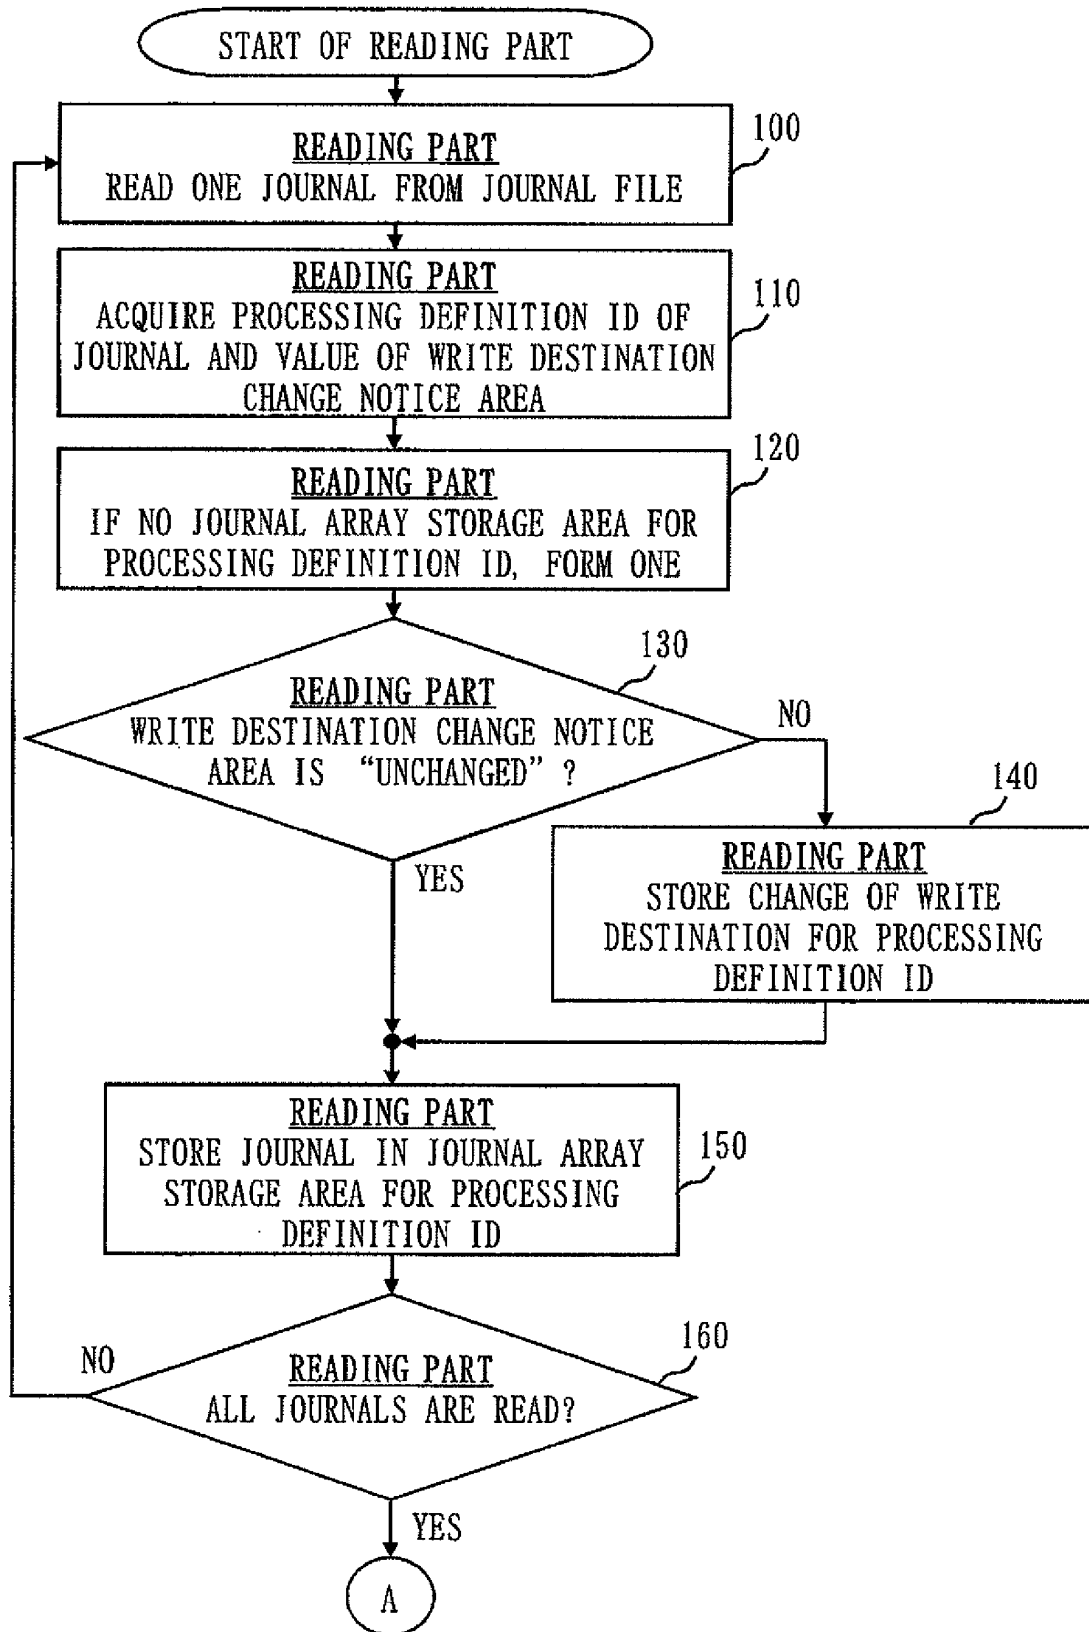 START OF READING PART
READING PART
100
READ ONE JOURNAL FROM JOURNAL FILE
READING PART
110
ACQUIRE PROCESSING DEFINITION ID OF
JOURNAL AND VALUE OF WRITE DESTINATION
CHANGE NOTICE AREA
120
READING PART
IF NO JOURNAL ARRAY STORAGE AREA FOR
PROCESSING DEFINITION ID, FORM ONE
130
READING PART
WRITE DESTINATION CHANGE NOTICE
AREA IS “UNCHANGED” ?
NO
YES
140
READING PART
STORE CHANGE OF WRITE
DESTINATION FOR PROCESSING
DEFINITION ID
READING PART
STORE JOURNAL IN JOURNAL ARRAY
STORAGE AREA FOR PROCESSING
DEFINITION ID
150
160
NO
READING PART
ALL JOURNALS ARE READ?
YES
A